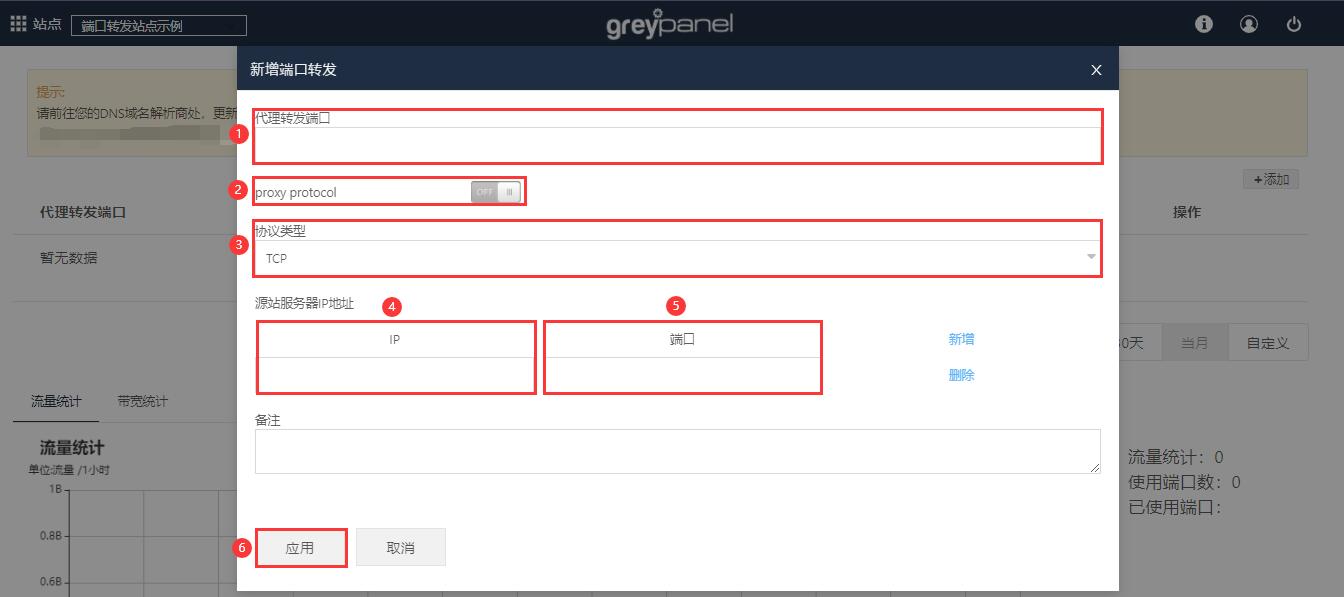 站点 端口转发站点示例 greypanel
新增端口转发 X
提示:
请前往您的DNS域名解析商处，更新
1 代理转发端口
+添加
2 proxy protocol OFF
代理转发端口 操作
3 协议类型
TCP
暂无数据
源站服务器IP地址 4 5
IP 端口 新增
0天 当月 自定义
删除
流量统计 带宽统计
备注
流量统计
单位:流量 /1小时
流量统计：0
使用端口数：0
已使用端口：
1B
0.8B
6 应用 取消
0.6B